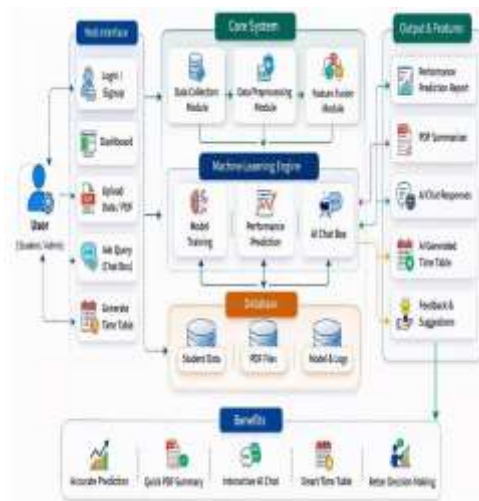 Web Interface
Core System
Output & Features
Login /
Signup
Dashboard
Upload
Data / PDF
Ask Query
(Chat Box)
Generate
Time Table
User
(Student / Admin)
Data Collection
Module
Data Preprocessing
Module
Feature Fusion
Module
Machine Learning Engine
Model
Training
Performance
Prediction
AI Chat Box
Database
Student Data
PDF Files
Model & Logs
Performance
Prediction Report
PDF Summarization
AI Chat Responses
AI Generated
Time Table
Feedback &
Suggestions
Benefits
Accurate Prediction
Quick PDF Summary
Interactive AI Chat
Smart Time Table
Better Decision Making